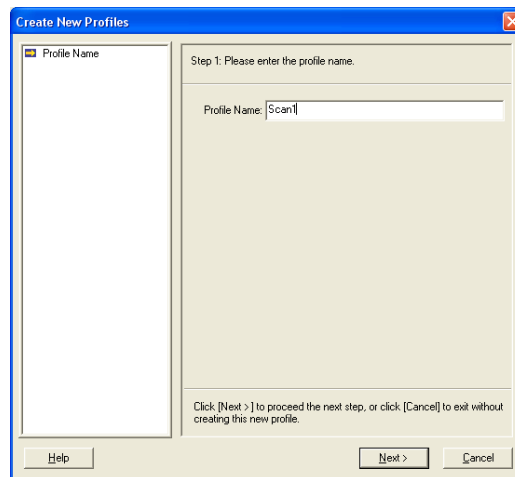 Create New Profiles
Profile Name
Step 1: Please enter the profile name.
Profile Name: Scan1
Click [Next >] to proceed the next step, or click [Cancel] to exit without
creating this new profile.
Help
Next >
Cancel